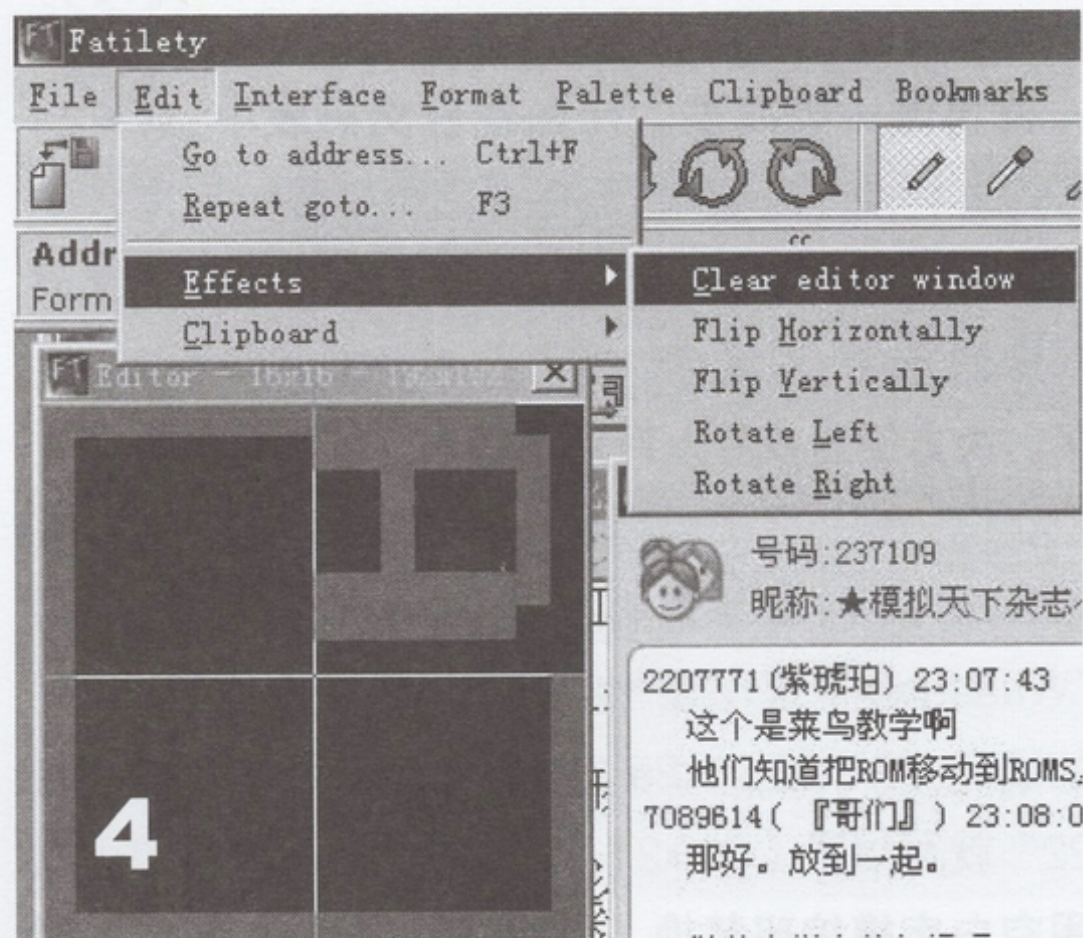 FT Fatilety
File Edit Interface Format Palette Clipboard Bookmarks
Go to address... Ctrl+F
Repeat goto... F3
Effects
Clipboard
Clear editor window
Flip Horizontally
Flip Vertically
Rotate Left
Rotate Right
Addr
Form
FT Editor - 16x16 -
号码:237109
昵称:★模拟天下杂志
2207771(紫琥珀) 23:07:43
这个是菜鸟教学啊
他们知道把ROM移动到ROMS
7089614( 『哥们』 ) 23:08:0
那好。放到一起。
4